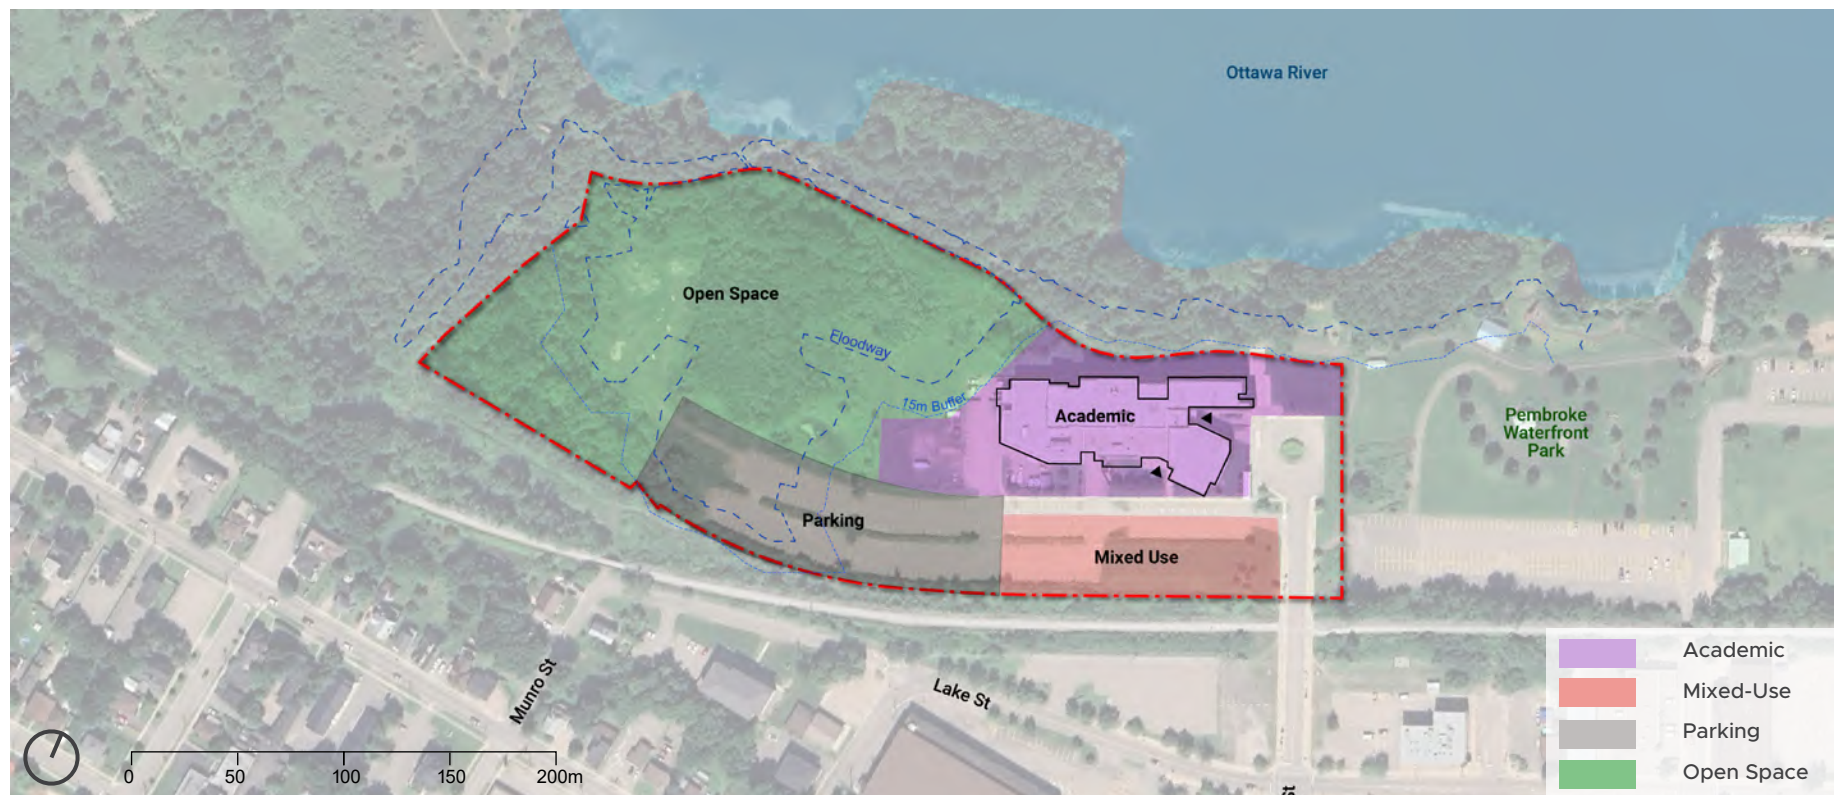 Ottawa River
Open Space
Floodway
15m Buffer
Academic
Pembroke
Waterfront
Park
Parking
Mixed Use
Munro St
Lake St
St
0 50 100 150 200m
Academic
Mixed-Use
Parking
Open Space